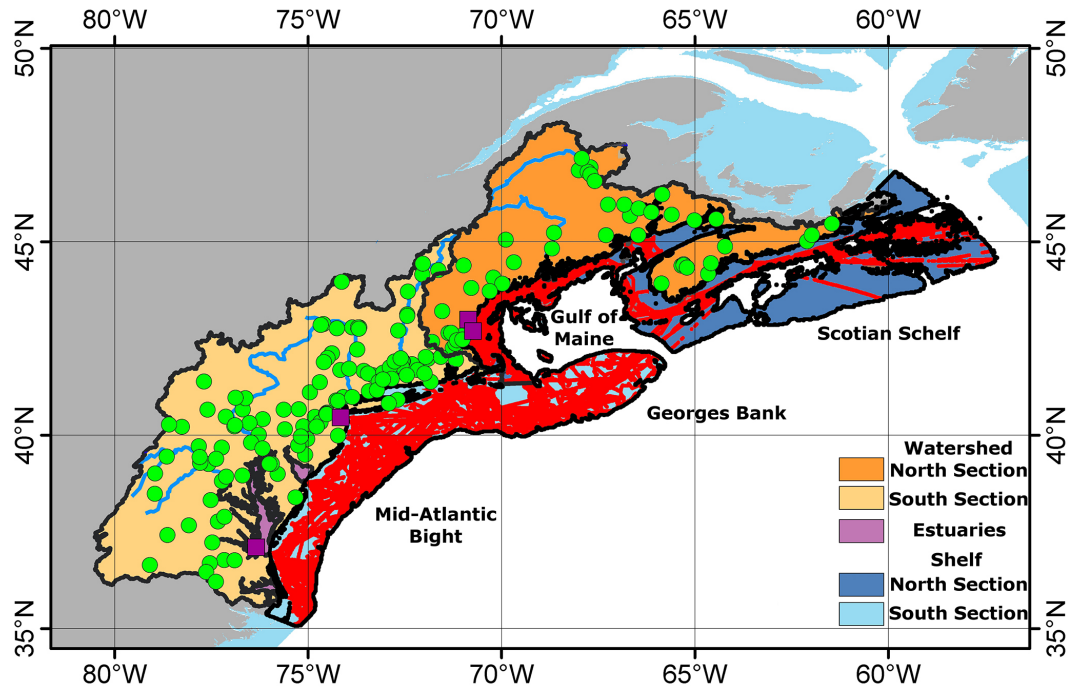 80°W 75°W 70°W 65°W 60°W
50°N 50°N
45°N 45°N
Gulf of
Maine
Scotian Schelf
Georges Bank
40°N 40°N
Watershed
North Section
South Section
Mid-Atlantic
Bight
Estuaries
Shelf
North Section
South Section
35°N 35°N
80°W 75°W 70°W 65°W 60°W